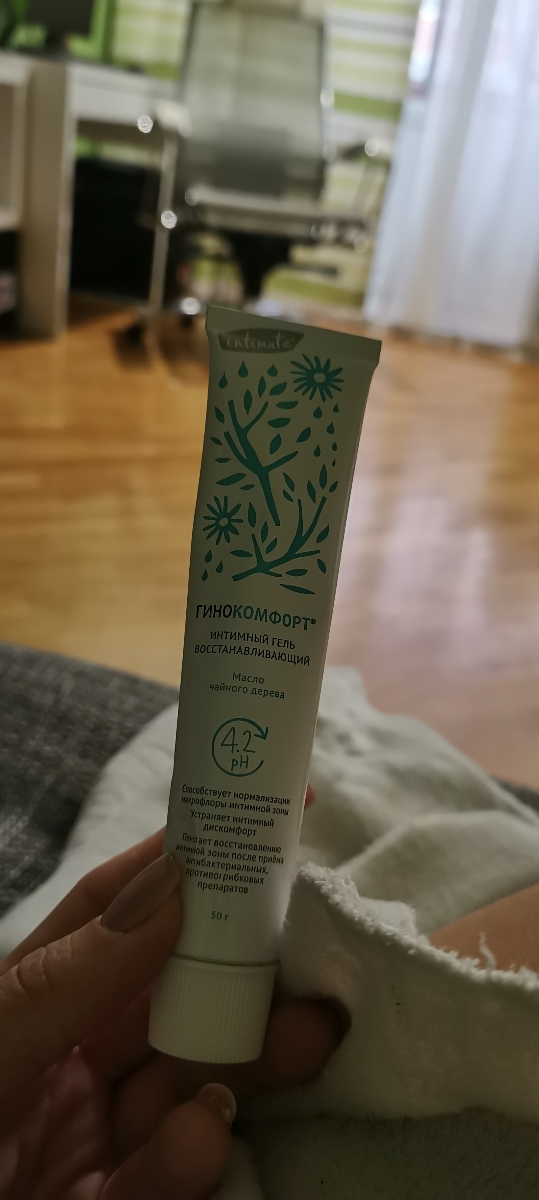 intimate
ГИНОКОМФОРТ®
ИНТИМНЫЙ ГЕЛЬ
ВОССТАНАВЛИВАЮЩИЙ
Масло
чайного дерева
4.2
pH
Способствует нормализации
микрофлоры интимной зоны
Устраняет интимный
дискомфорт
Помогает восстановлению
интимной зоны после приёма
антибактериальных,
противогрибковых
препаратов
50 г